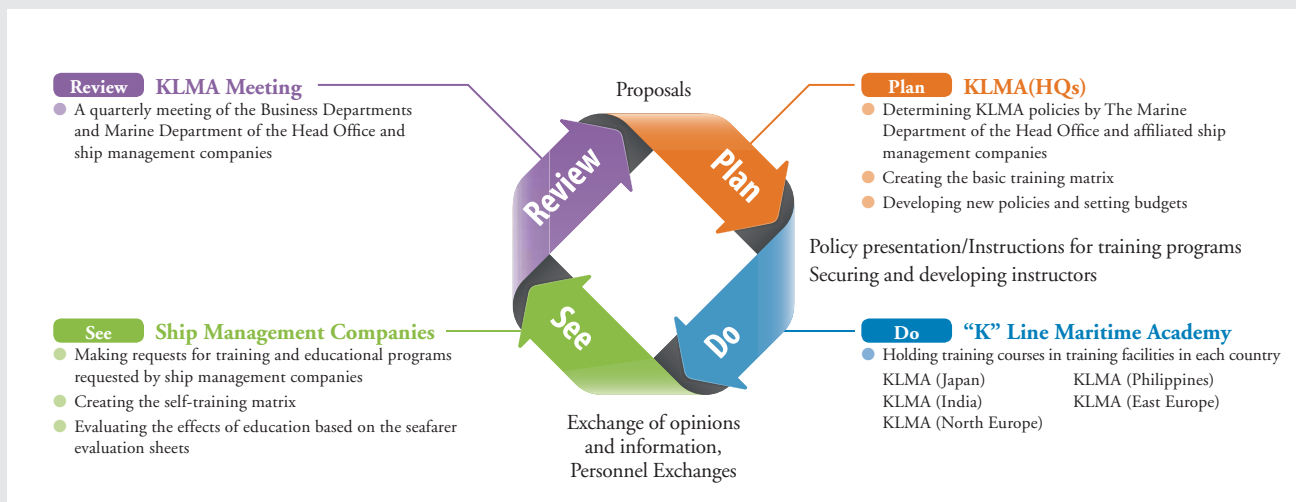 Review KLMA Meeting
A quarterly meeting of the Business Departments
and Marine Department of the Head Office and
ship management companies
Proposals
Plan KLMA(HQs)
Determining KLMA policies by The Marine
Department of the Head Office and affiliated ship
management companies
Creating the basic training matrix
Developing new policies and setting budgets
Review
Plan
Do
See
Policy presentation/Instructions for training programs
Securing and developing instructors
See Ship Management Companies
Making requests for training and educational programs
requested by ship management companies
Creating the self-training matrix
Evaluating the effects of education based on the seafarer
evaluation sheets
Exchange of opinions
and information,
Personnel Exchanges
Do “K” Line Maritime Academy
Holding training courses in training facilities in each country
KLMA (Japan) KLMA (Philippines)
KLMA (India) KLMA (East Europe)
KLMA (North Europe)